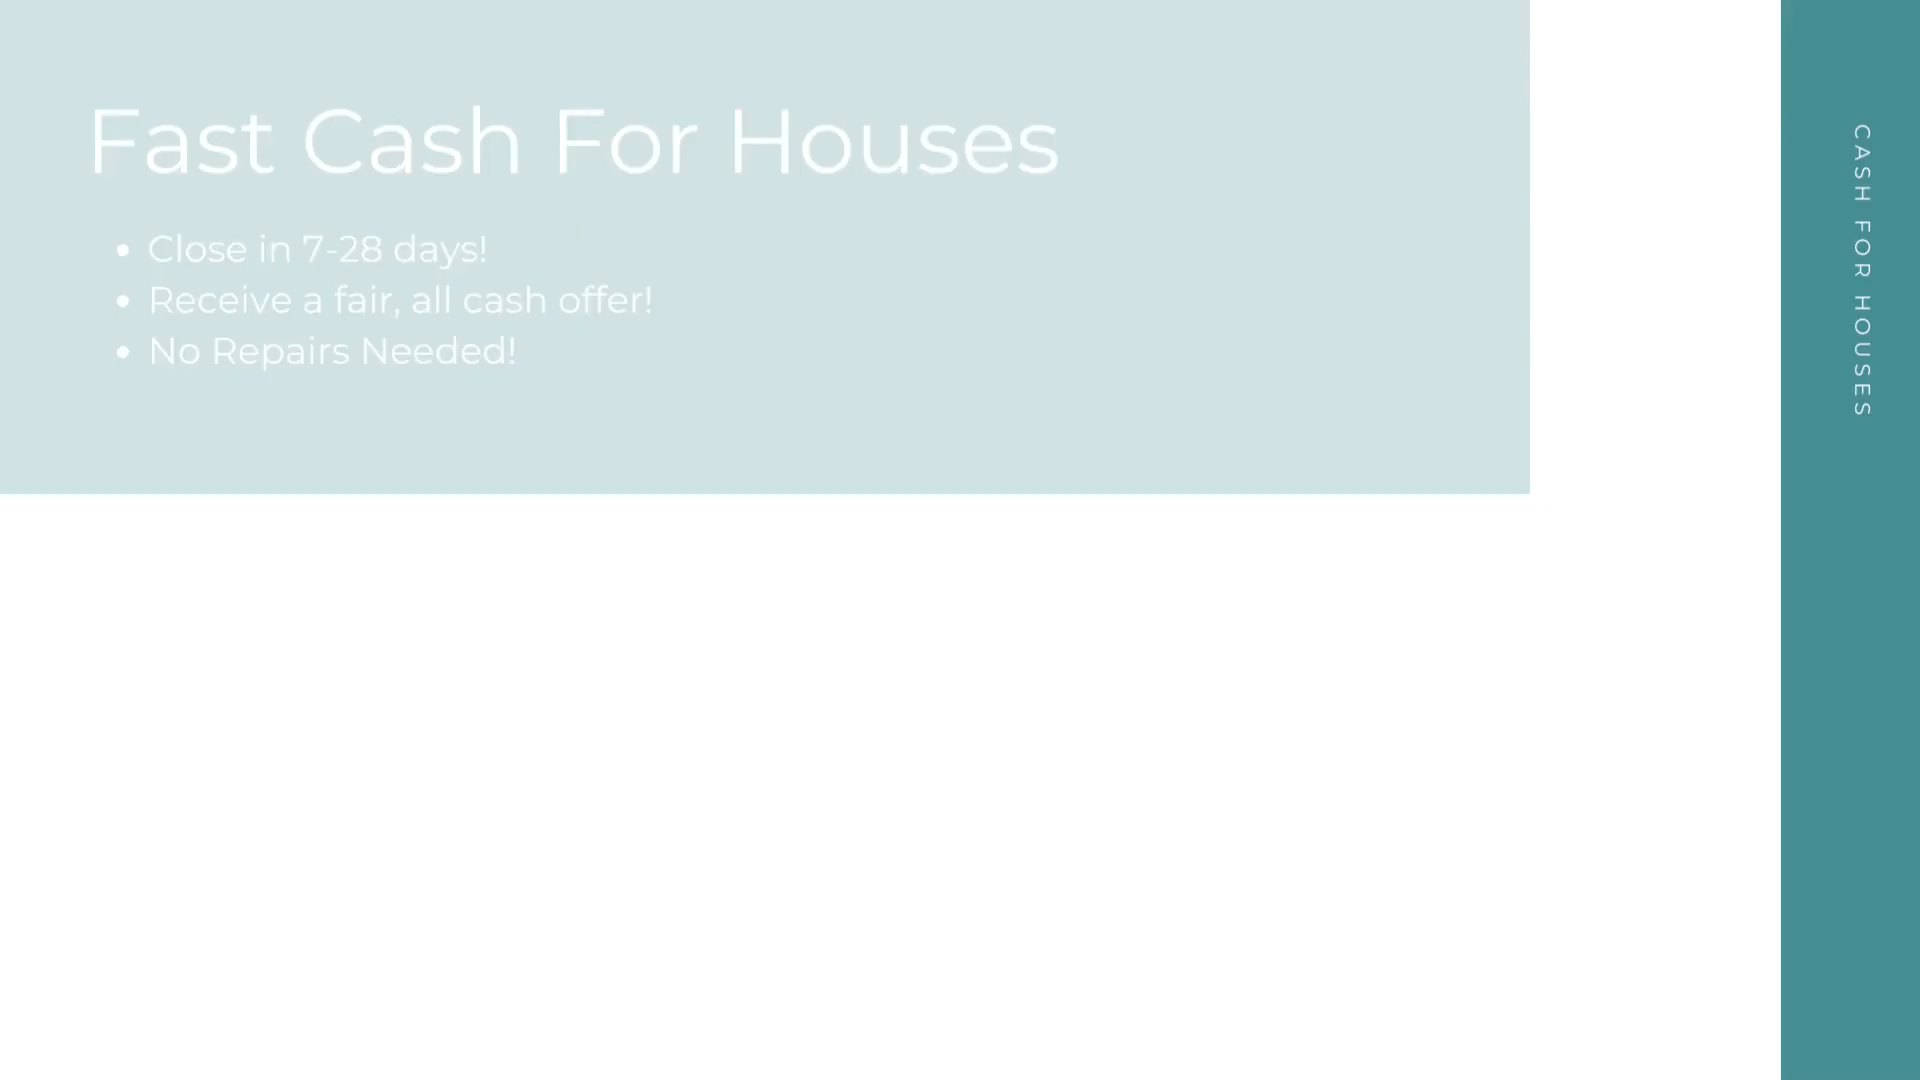 Fast Cash For Houses
• Close in 7-28 days!
• Receive a fair, all cash offer!
• No Repairs Needed!
CASH FOR HOUSES